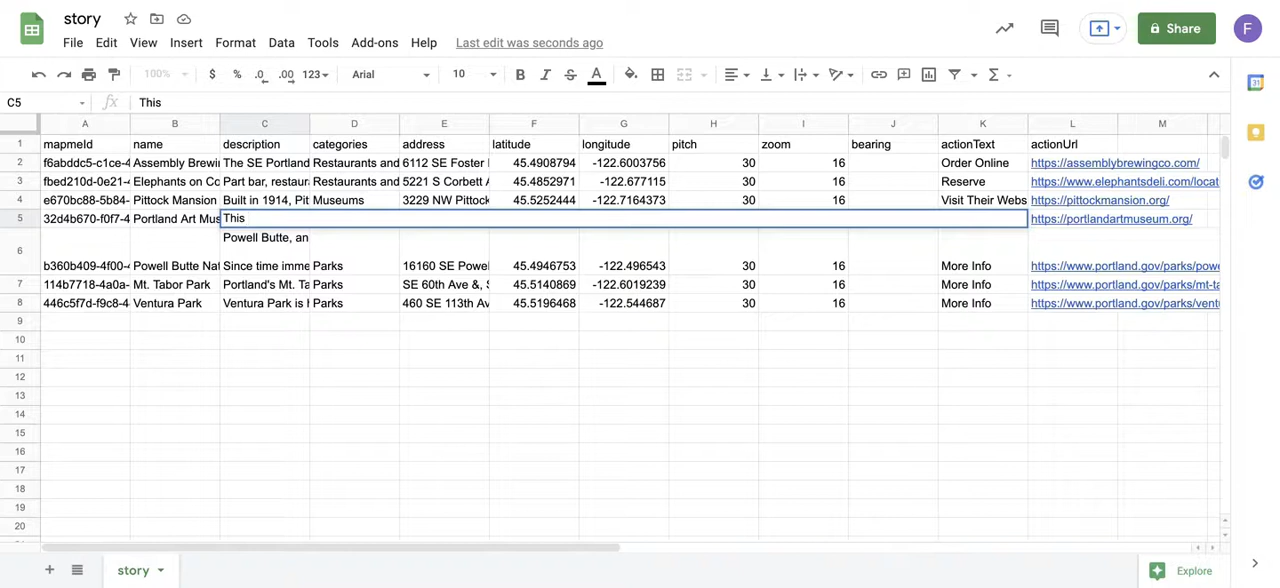 story
File Edit View Insert Format Data Tools Add-ons Help Last edit was seconds ago
Share
F
100% $ % .0 .00 123 Arial 10 B I S A
31
C5 fx This
A B C D E F G H I J K L M
1 mapmeId name description categories address latitude longitude pitch zoom bearing actionText actionUrl
2 f6abddc5-c1ce-4 Assembly Brewin The SE Portland Restaurants and 6112 SE Foster 45.4908794 -122.6003756 30 16 Order Online https://assemblybrewingco.com/
3 fbed210d-0e21- Elephants on Co Part bar, restaura Restaurants and 5221 S Corbett A 45.4852971 -122.677115 30 16 Reserve https://www.elephantsdeli.com/locat
4 e670bc88-5b84- Pittock Mansion Built in 1914, Pit Museums 3229 NW Pittock 45.5252444 -122.7164373 30 16 Visit Their Webs https://pittockmansion.org/
5 32d4b670-f0f7-4 Portland Art Mus This https://portlandartmuseum.org/
Powell Butte, an
6 b360b409-4f00- Powell Butte Nat Since time imme Parks 16160 SE Powel 45.4946753 -122.496543 30 16 More Info https://www.portland.gov/parks/powe
7 114b7718-4a0a- Mt. Tabor Park Portland's Mt. Ta Parks SE 60th Ave &, S 45.5140869 -122.6019239 30 16 More Info https://www.portland.gov/parks/mt-ta
8 446c5f7d-f9c8-4 Ventura Park Ventura Park is Parks 460 SE 113th Av 45.5196468 -122.544687 30 16 More Info https://www.portland.gov/parks/ventu
9
10
11
12
13
14
15
16
17
18
19
20
story Explore